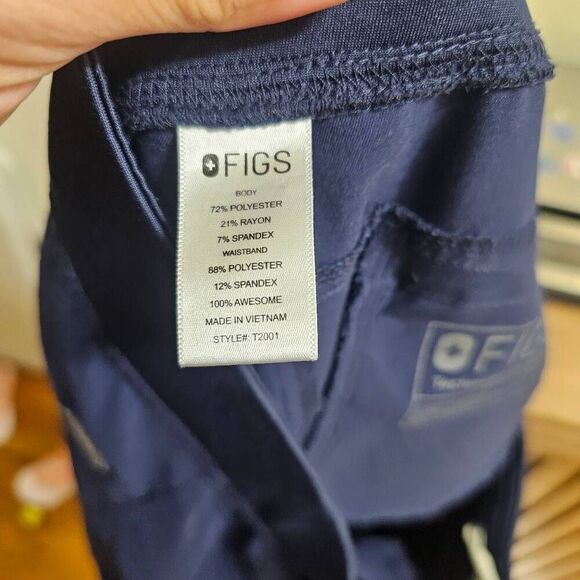 FIGS
BODY
72% POLYESTER
21% RAYON
7% SPANDEX
WAISTBAND
88% POLYESTER
12% SPANDEX
100% AWESOME
MADE IN VIETNAM
STYLE#: T2001
FIGS